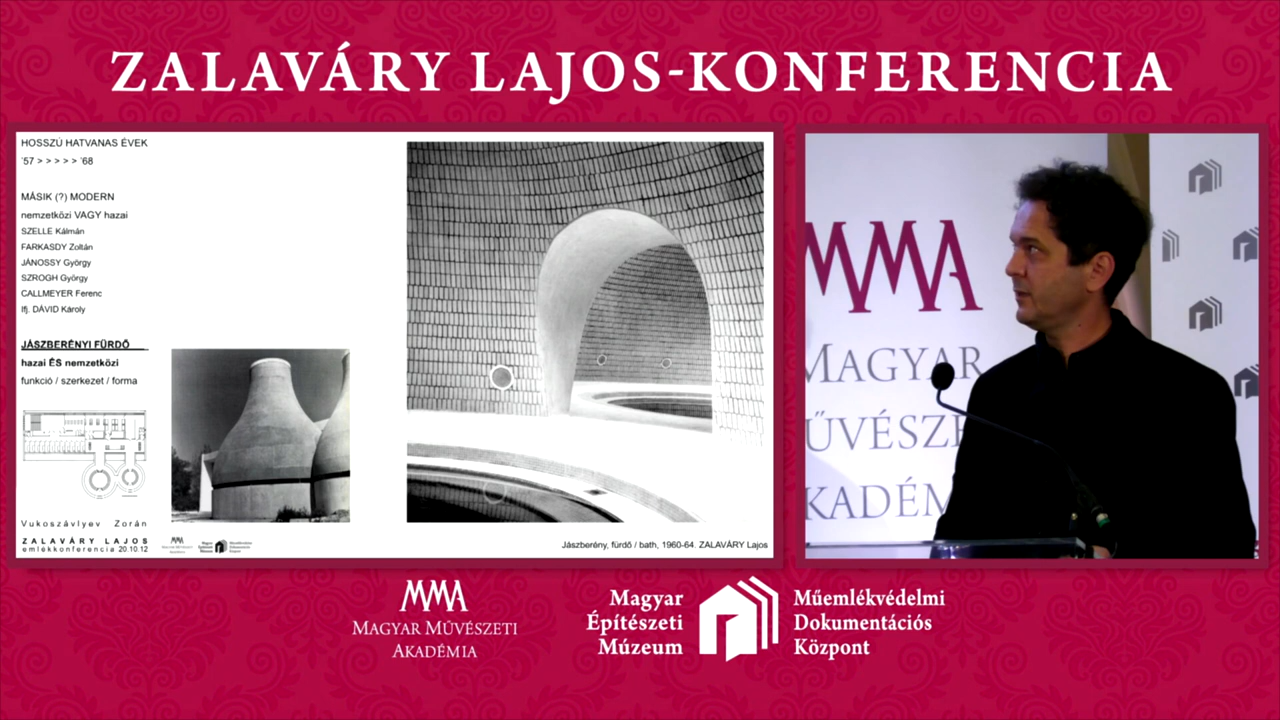 ZALAVÁRY LAJOS-KONFERENCIA
HOSSZÚ HATVANAS ÉVEK
'57 > > > > > '68
MÁSIK (?) MODERN
nemzetközi VAGY hazai
SZELLE Kálmán
FARKASDY Zoltán
JÁNOSSY György
SZROGH György
CALLMEYER Ferenc
Ifj. DÁVID Károly
JÁSZBERÉNYI FÜRDŐ
hazai ÉS nemzetközi
funkció / szerkezet / forma
Vukoszávlyev Zorán
ZALAVÁRY LAJOS
emlékkonferencia 20.10.12
MMA
Jászberény, fürdő / bath, 1960-64. ZALAVÁRY Lajos
MMA
MAGYAR
MŰVÉSZE
KADÉM
MMA
MAGYAR MŰVÉSZETI
AKADÉMIA
Magyar
Építészeti
Múzeum
Műemlékvédelmi
Dokumentációs
Központ